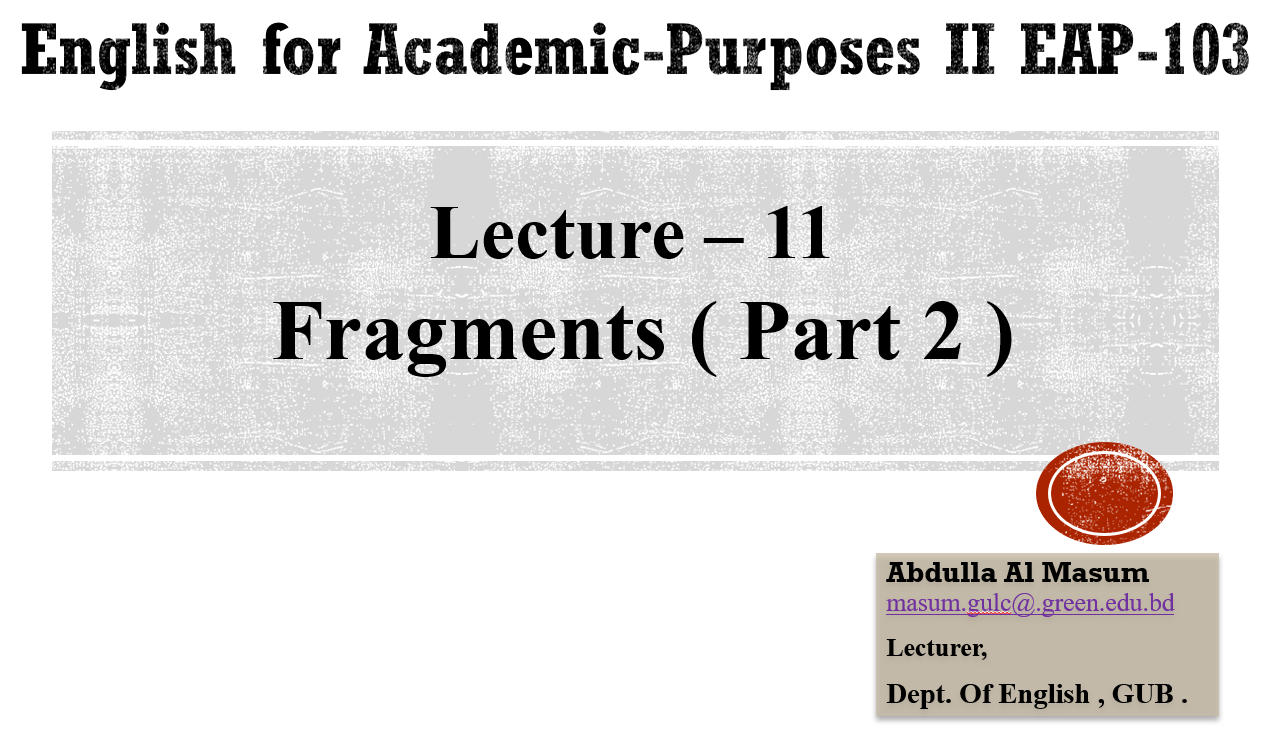 English for Academic-Purposes II EAP-103
Lecture – 11
Fragments ( Part 2 )
Abdulla Al Masum
masum.gulc@.green.edu.bd
Lecturer,
Dept. Of English , GUB .